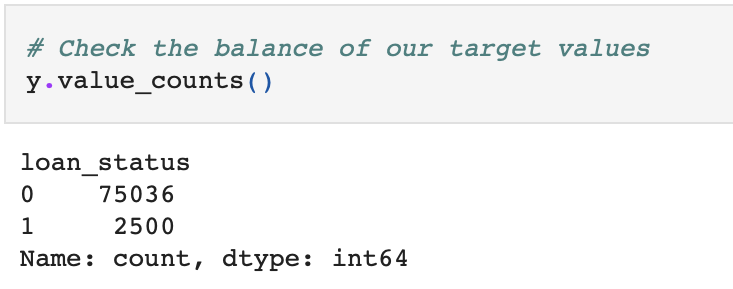 # Check the balance of our target values
y.value_counts()
loan_status
0    75036
1     2500
Name: count, dtype: int64